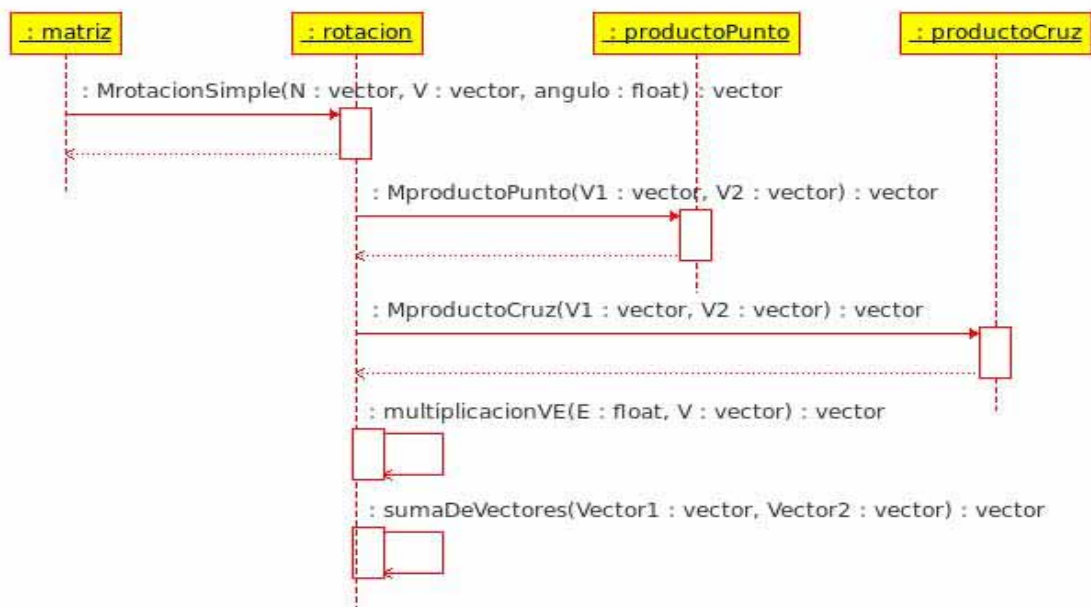 : matriz
: rotacion
: productoPunto
: productoCruz
: MrotacionSimple(N : vector, V : vector, angulo : float) : vector
: MproductoPunto(V1 : vector, V2 : vector) : vector
: MproductoCruz(V1 : vector, V2 : vector) : vector
: multiplicacionVE(E : float, V : vector) : vector
: sumaDeVectores(Vector1 : vector, Vector2 : vector) : vector